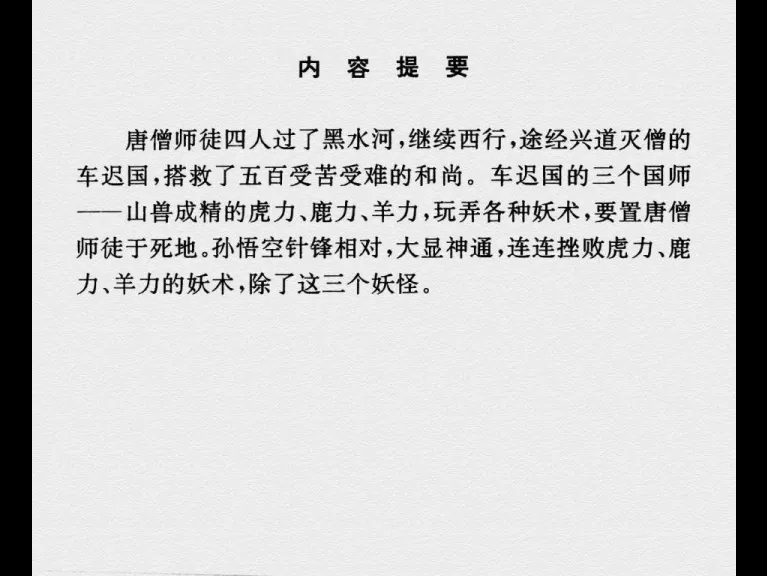 内容提要
唐僧师徒四人过了黑水河,继续西行,途经兴道灭僧的
车迟国,搭救了五百受苦受难的和尚。车迟国的三个国师
——山兽成精的虎力、鹿力、羊力,玩弄各种妖术,要置唐僧
师徒于死地。孙悟空针锋相对,大显神通,连连挫败虎力、鹿
力、羊力的妖术,除了这三个妖怪。